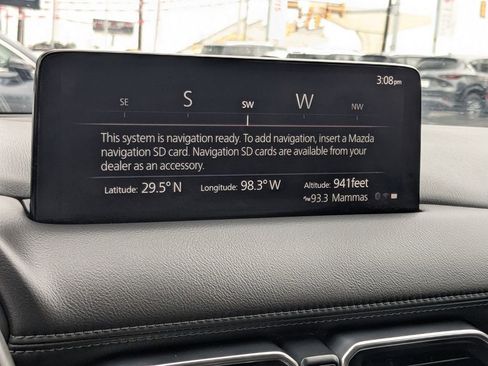 3:08pm
SE S SW W NW
This system is navigation ready. To add navigation, insert a Mazda
navigation SD card. Navigation SD cards are available from your
dealer as an accessory.
Latitude: 29.5° N Longitude: 98.3° W Altitude: 941feet
93.3 Mammas